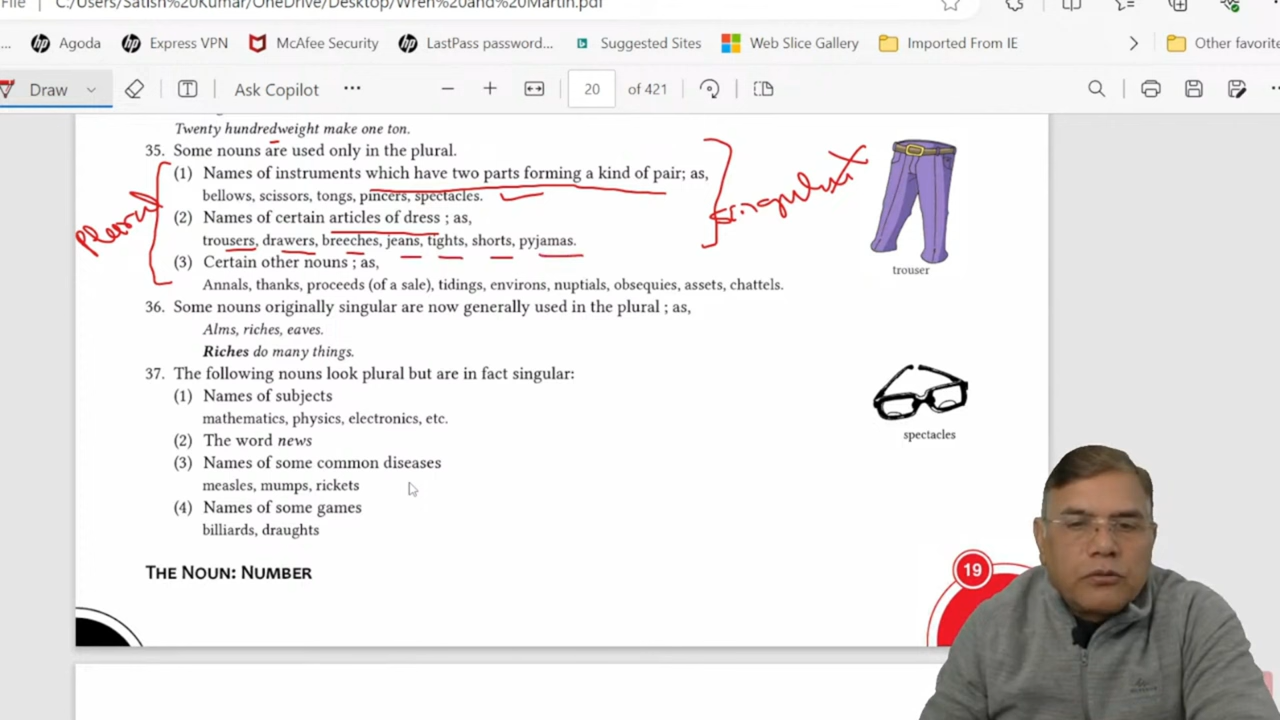 File C:/Users/Satish%20Kumar/OneDrive/Desktop/Wren%20and%20Martin.pdf
Agoda Express VPN McAfee Security LastPass password... Suggested Sites Web Slice Gallery Imported From IE Other favorite
Draw Ask Copilot 20 of 421
Twenty hundredweight make one ton.
35. Some nouns are used only in the plural.
(1) Names of instruments which have two parts forming a kind of pair; as,
bellows, scissors, tongs, pincers, spectacles.
(2) Names of certain articles of dress ; as,
trousers, drawers, breeches, jeans, tights, shorts, pyjamas.
(3) Certain other nouns ; as,
Annals, thanks, proceeds (of a sale), tidings, environs, nuptials, obsequies, assets, chattels.
Plural
Singular
trouser
36. Some nouns originally singular are now generally used in the plural ; as,
Alms, riches, eaves.
Riches do many things.
37. The following nouns look plural but are in fact singular:
(1) Names of subjects
mathematics, physics, electronics, etc.
(2) The word news
(3) Names of some common diseases
measles, mumps, rickets
(4) Names of some games
billiards, draughts
spectacles
THE NOUN: NUMBER
19